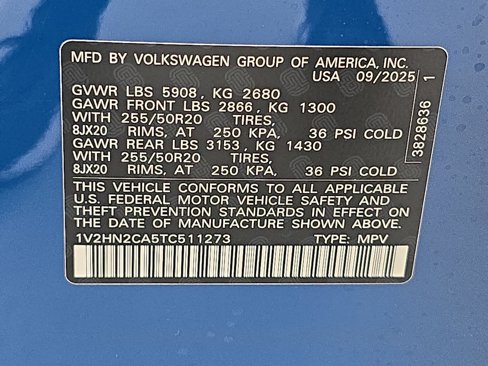 MFD BY VOLKSWAGEN GROUP OF AMERICA, INC.
USA 09/2025
GVWR LBS 5908, KG 2680
GAWR FRONT LBS 2866, KG 1300
WITH 255/50R20 TIRES,
8JX20 RIMS, AT 250 KPA, 36 PSI COLD
GAWR REAR LBS 3153, KG 1430
WITH 255/50R20 TIRES,
8JX20 RIMS, AT 250 KPA, 36 PSI COLD
THIS VEHICLE CONFORMS TO ALL APPLICABLE
U.S. FEDERAL MOTOR VEHICLE SAFETY AND
THEFT PREVENTION STANDARDS IN EFFECT ON
THE DATE OF MANUFACTURE SHOWN ABOVE.
1V2HN2CA5TC511273 TYPE: MPV
3828636 1